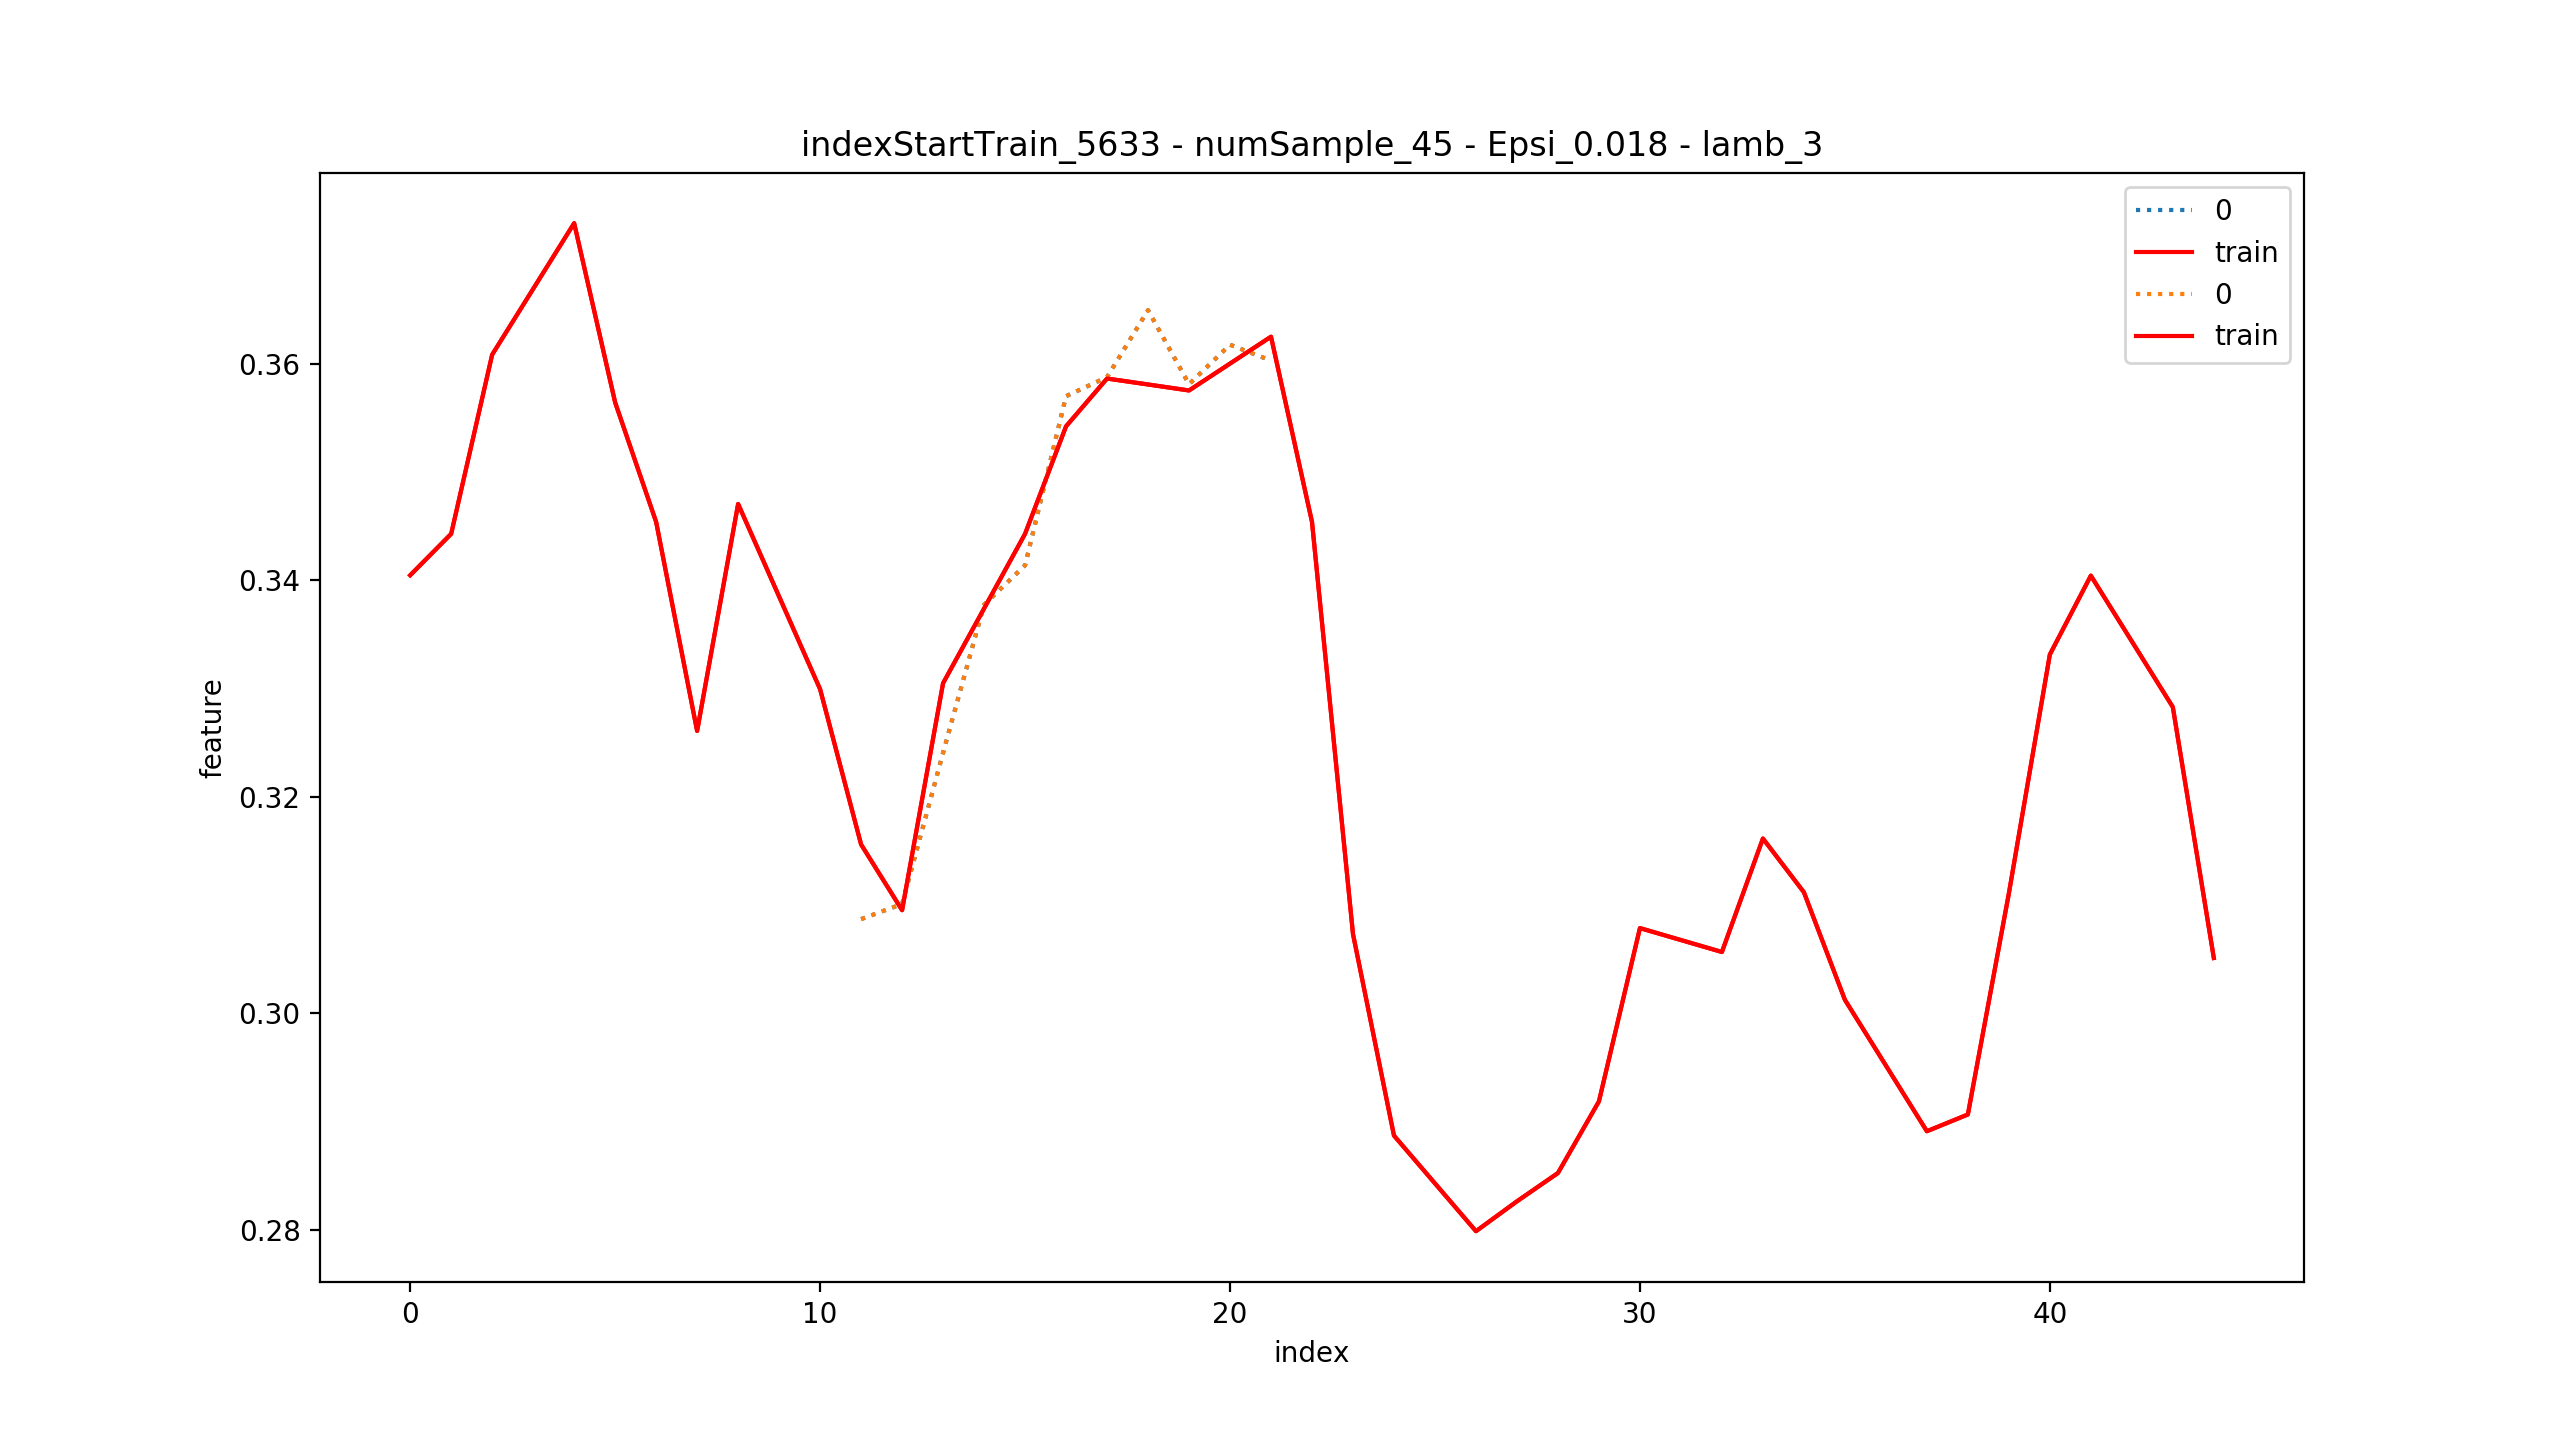 indexStartTrain_5633 - numSample_45 - Epsi_0.018 - lamb_3
0
train
0
train
0.36
0.34
0.32
0.30
0.28
feature
0
10
20
30
40
index